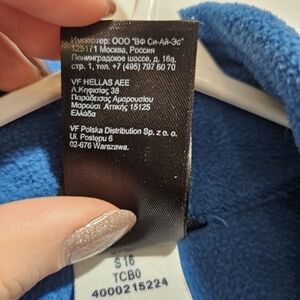 Импортер: ООО "ВФ Си-Ай-Эс"
125171 Москва, Россия
Ленинградское шоссе, д. 16а,
стр. 1, тел. +7 (495) 797 60 70
VF HELLAS AEE
Λ.Κηφισίας 38
Παράδεισος Αμαρουσίου
Μαρούσι Αττικής 15125
Ελλάδα
VF Polska Distribution Sp. z o. o.
Ul. Postępu 6
02-676 Warszawa.
S 16
TCB0
4000215224